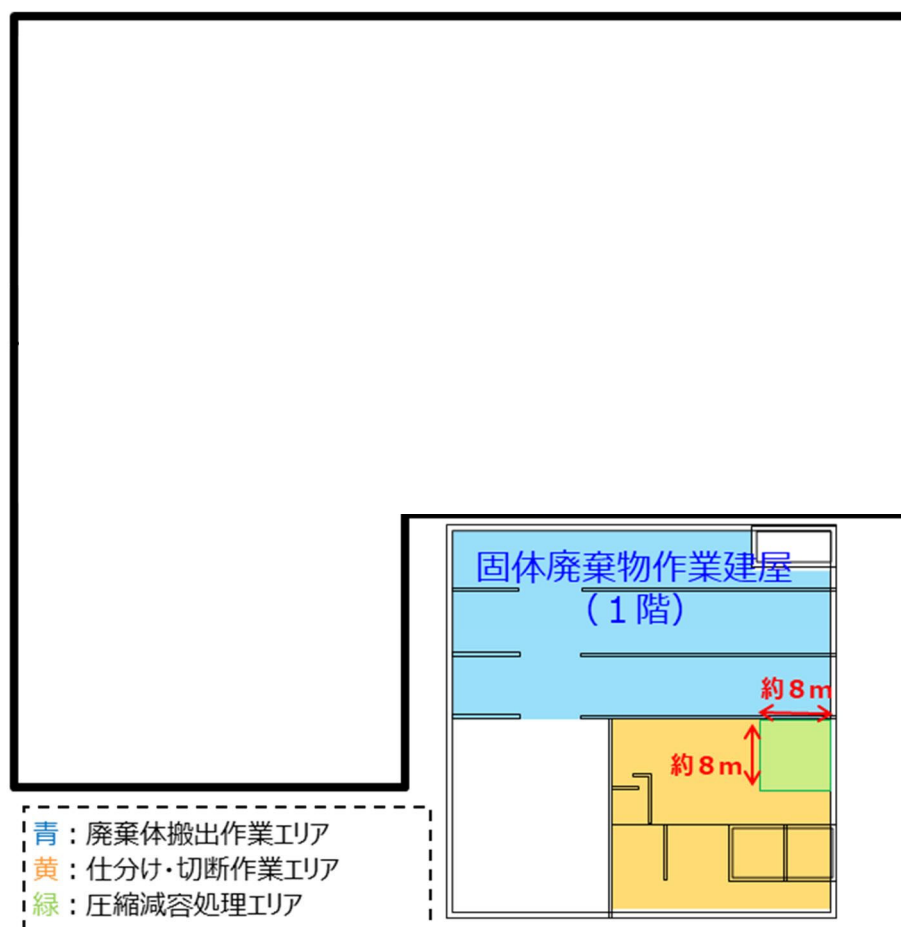 固体廃棄物作業建屋
（１階）
約８ｍ
約８ｍ
青：廃棄体搬出作業エリア
黄：仕分け・切断作業エリア
緑：圧縮減容処理エリア